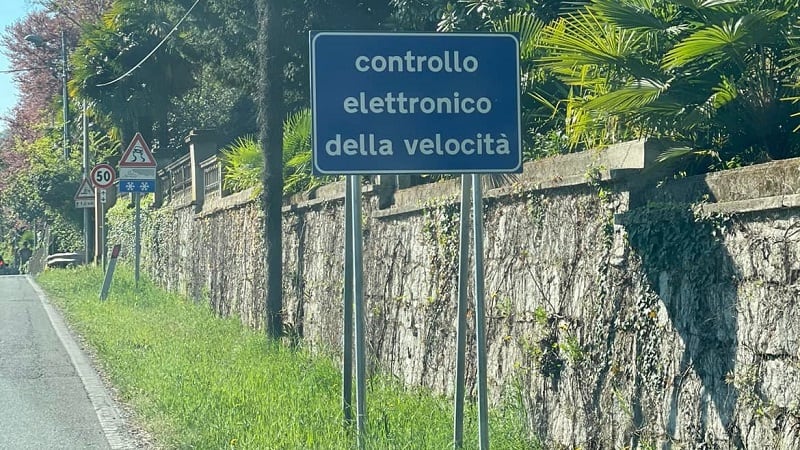 controllo
elettronico
della velocità
50